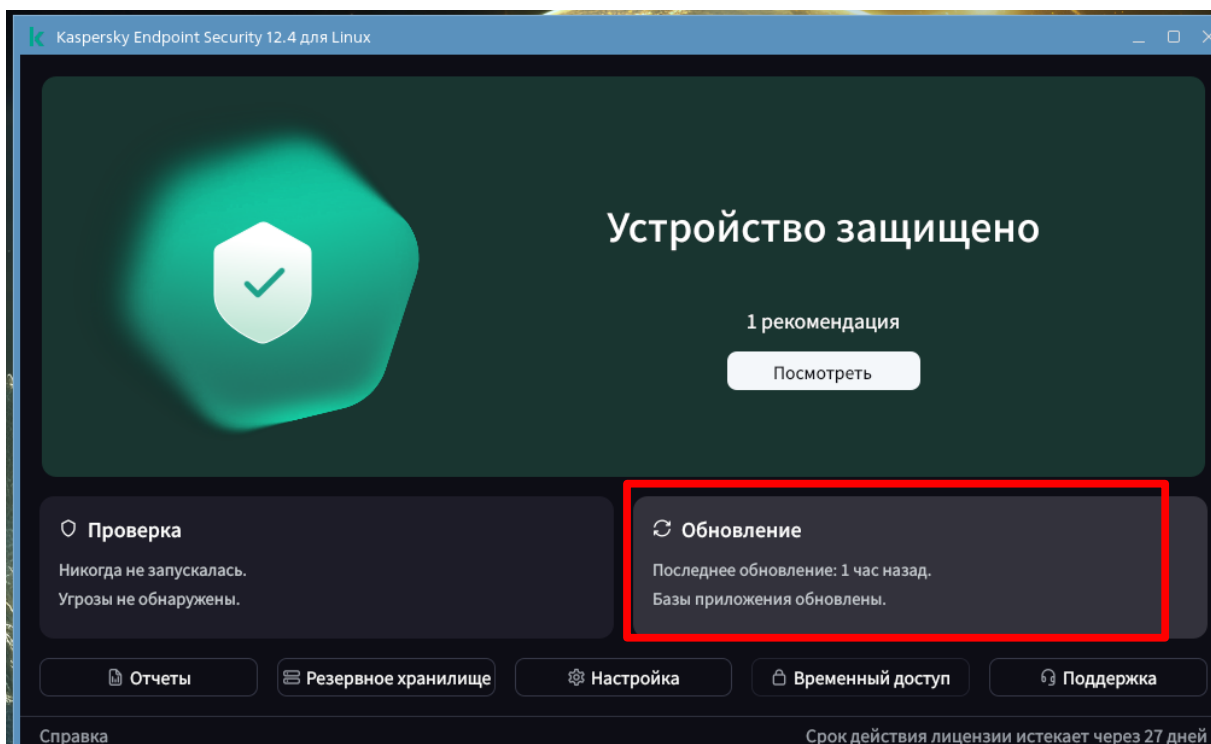 Kaspersky Endpoint Security 12.4 для Linux
Устройство защищено
1 рекомендация
Посмотреть
Проверка
Никогда не запускалась.
Угрозы не обнаружены.
Обновление
Последнее обновление: 1 час назад.
Базы приложения обновлены.
Отчеты
Резервное хранилище
Настройка
Временный доступ
Поддержка
Справка
Срок действия лицензии истекает через 27 дней